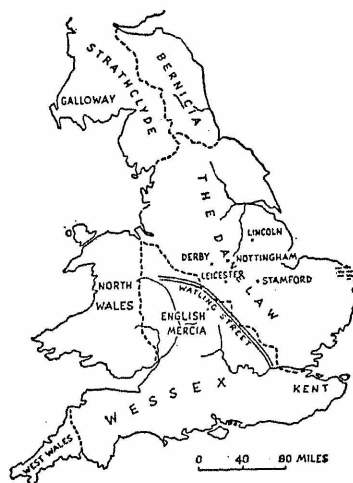 STRATHCLYDE
BERNICIA
GALLOWAY
THE DANELAW
LINCOLN
DERBY
NOTTINGHAM
LEICESTER
STAMFORD
WATLING STREET
NORTH
WALES
ENGLISH
MERCIA
WESSEX
KENT
WEST WALES
0 40 80 MILES